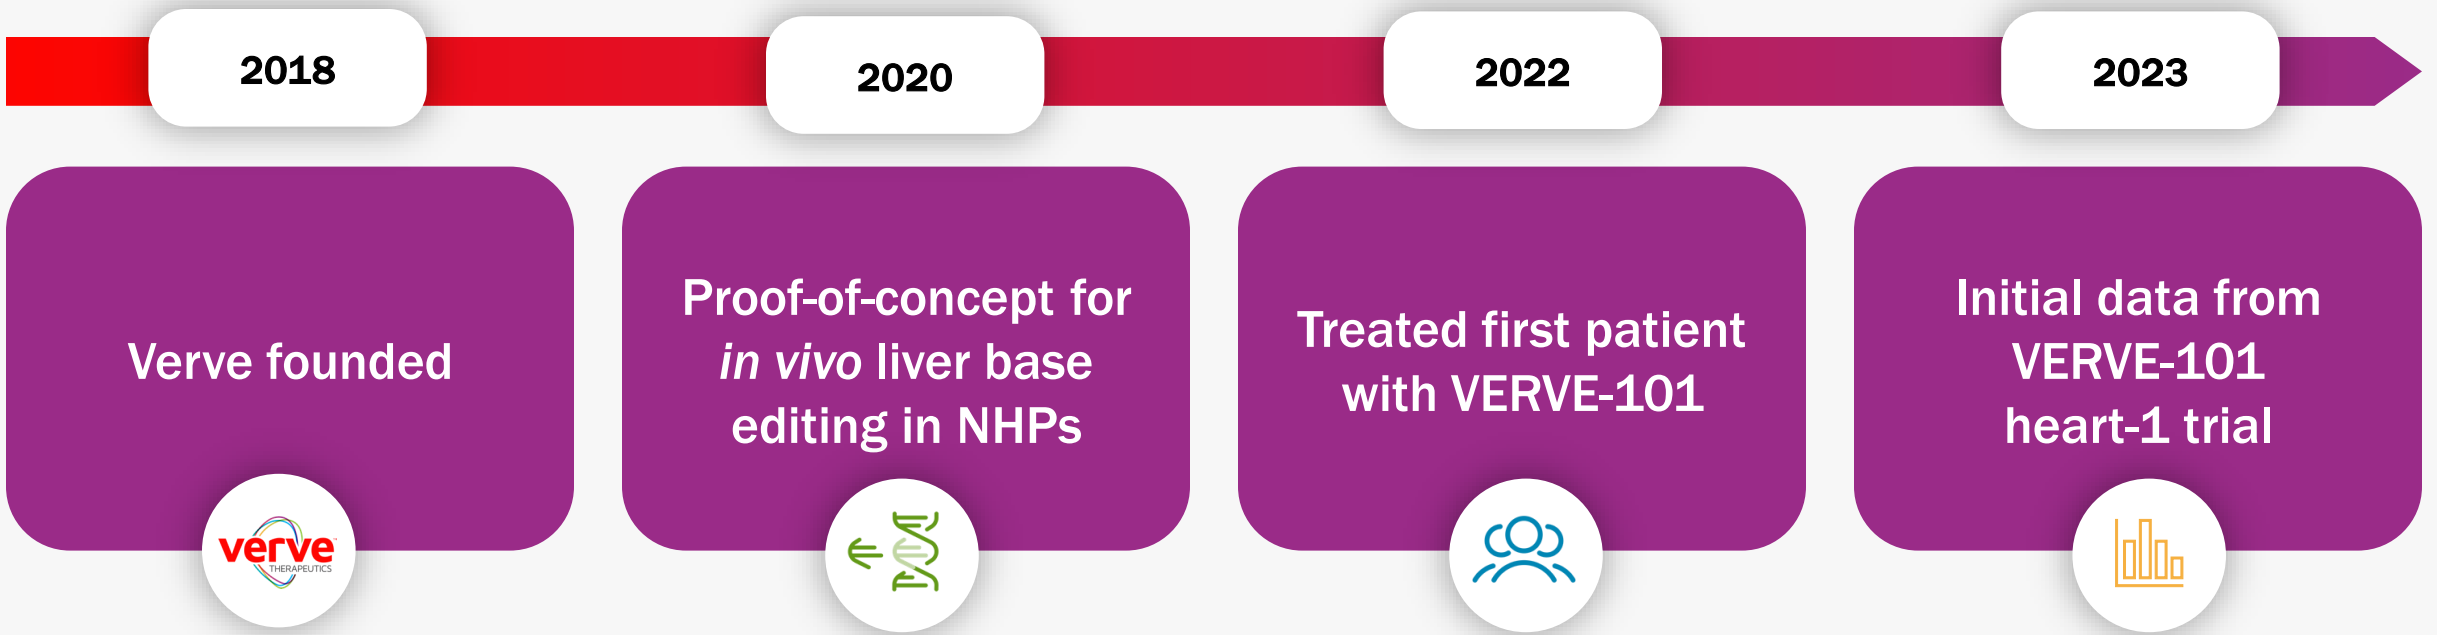 2018
2020
2022
2023
Verve founded
Proof-of-concept for
in vivo liver base
editing in NHPs
Treated first patient
with VERVE-101
Initial data from
VERVE-101
heart-1 trial
verve
THERAPEUTICS